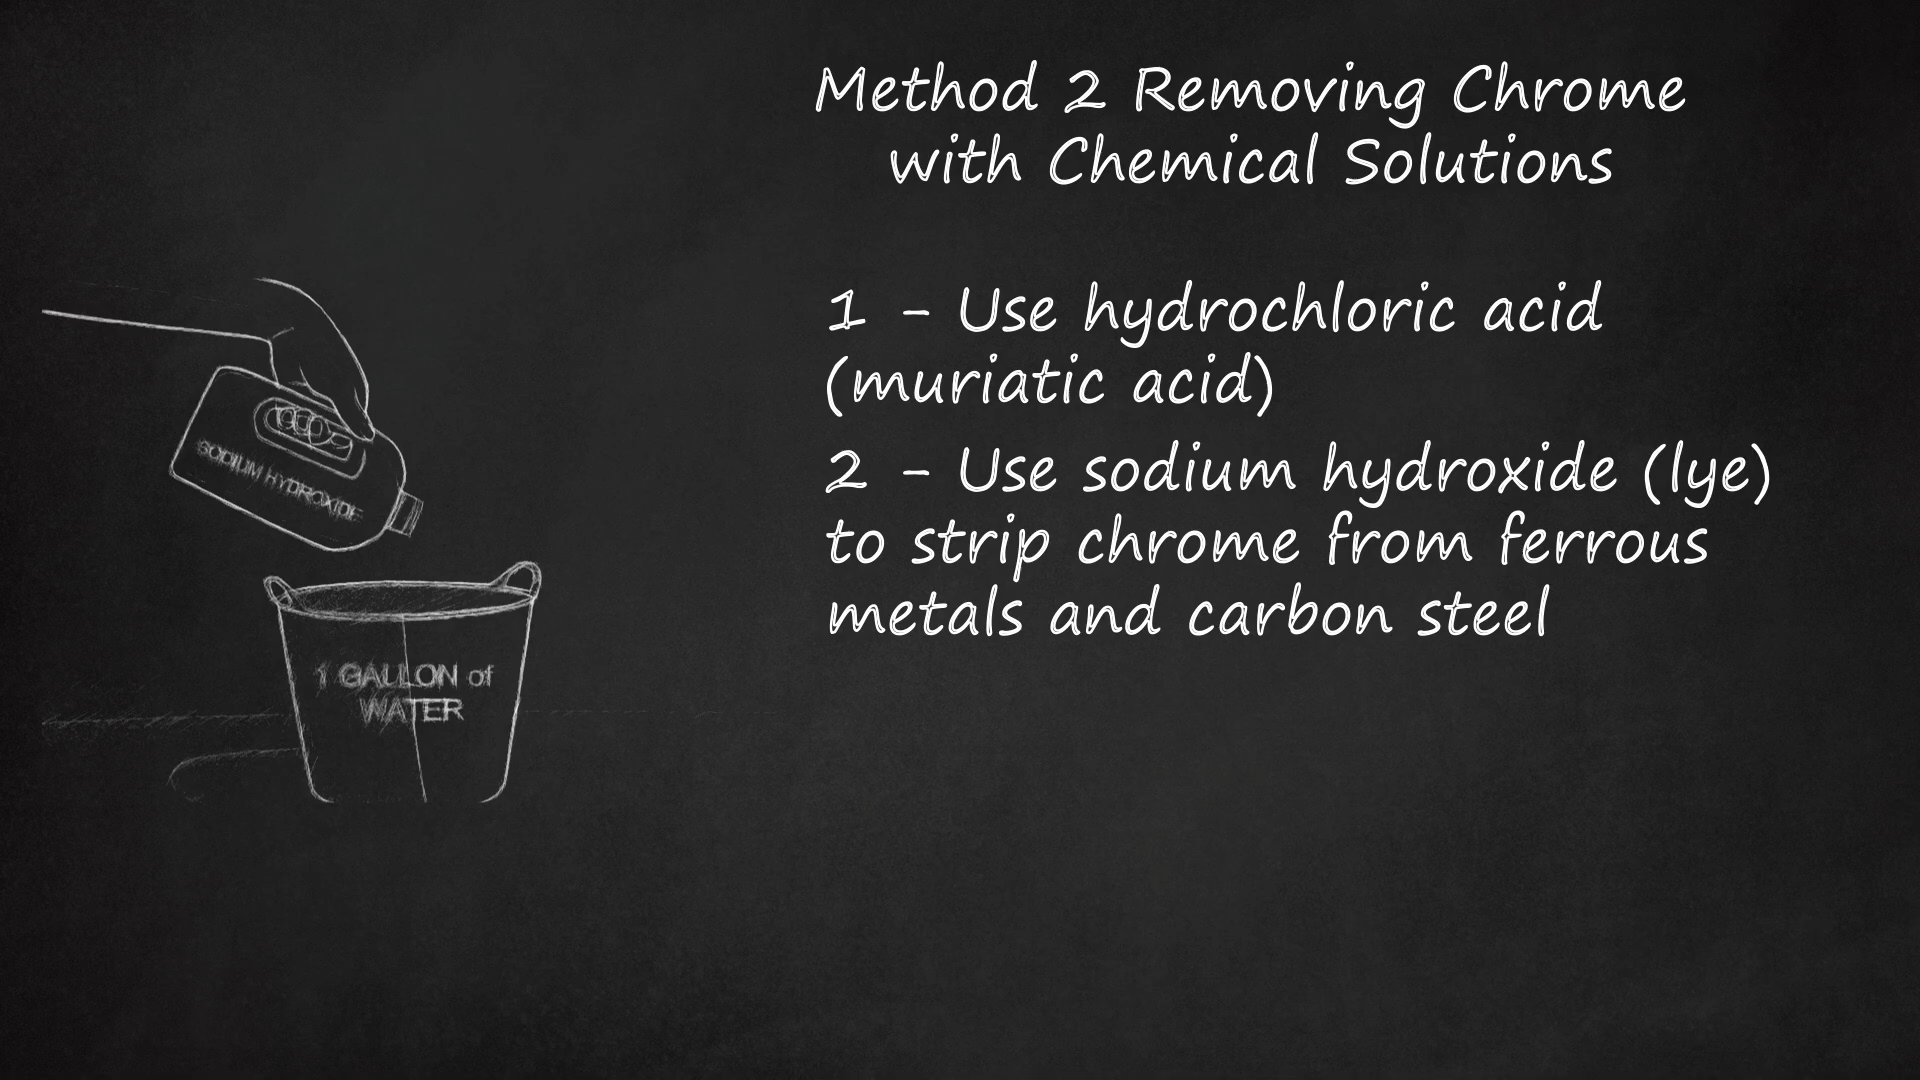 Method 2 Removing Chrome
with Chemical Solutions
1 - Use hydrochloric acid
(muriatic acid)
2 - Use sodium hydroxide (lye)
to strip chrome from ferrous
metals and carbon steel
SODIUM HYDROXIDE
1 GALLON of
WATER